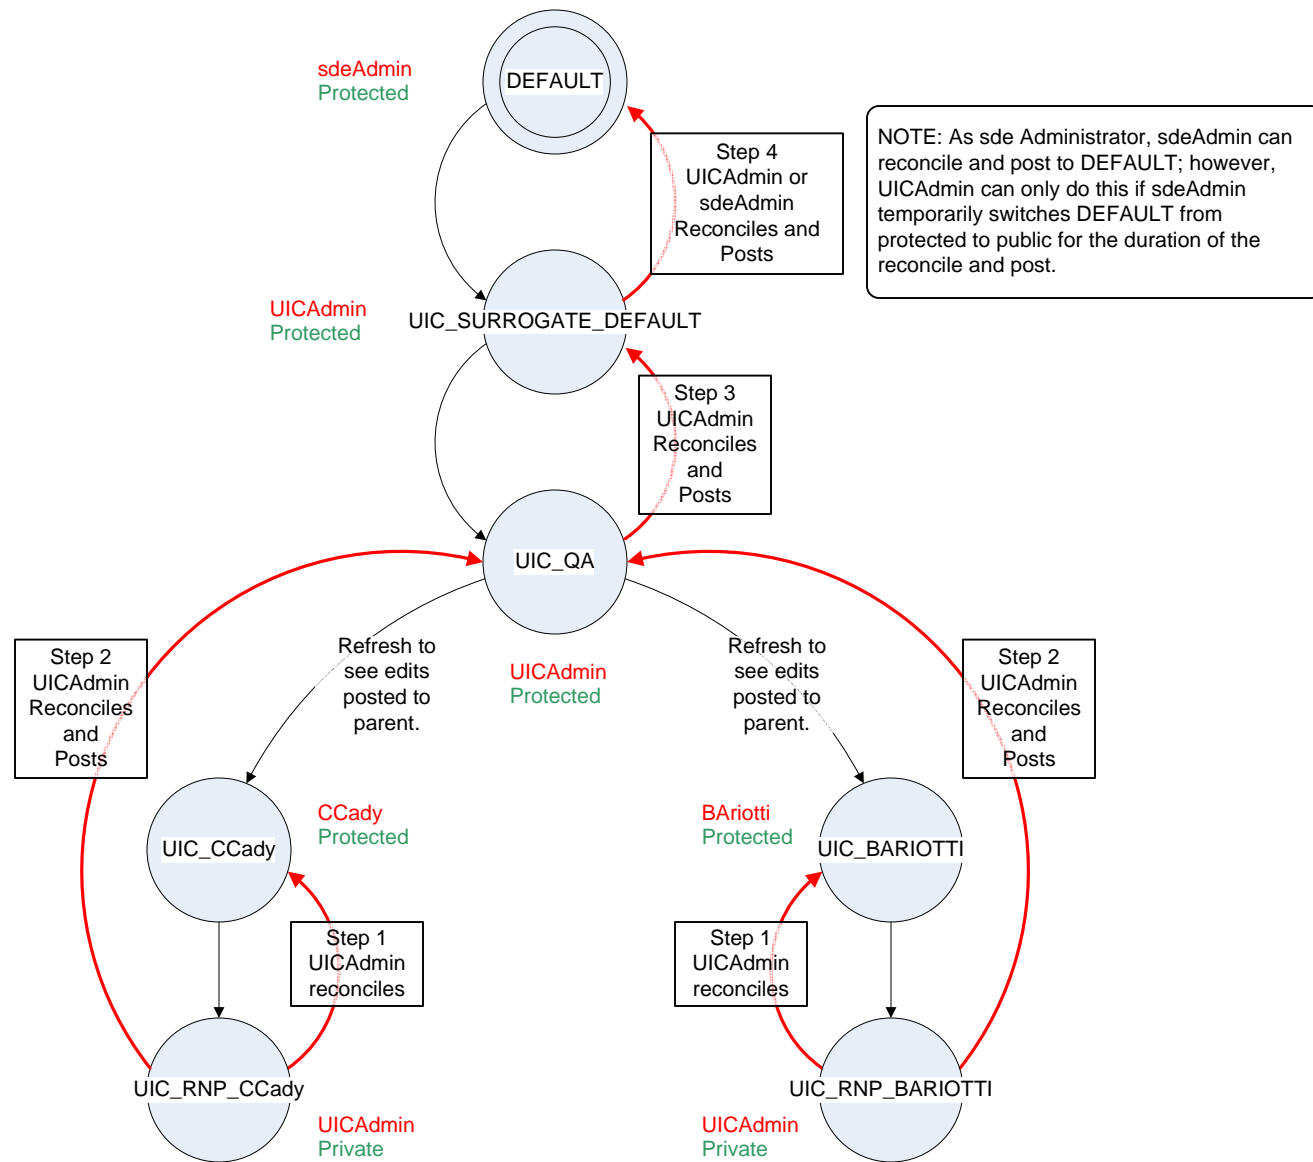 sdeAdmin
Protected
DEFAULT
NOTE: As sde Administrator, sdeAdmin can
reconcile and post to DEFAULT; however,
UICAdmin can only do this if sdeAdmin
temporarily switches DEFAULT from
protected to public for the duration of the
reconcile and post.
Step 4
UICAdmin or
sdeAdmin
Reconciles and
Posts
UICAdmin
Protected
UIC_SURROGATE_DEFAULT
Step 3
UICAdmin
Reconciles
and
Posts
UIC_QA
UICAdmin
Protected
Step 2
UICAdmin
Reconciles
and
Posts
Refresh to
see edits
posted to
parent.
Refresh to
see edits
posted to
parent.
Step 2
UICAdmin
Reconciles
and
Posts
UIC_CCady
CCady
Protected
BAriotti
Protected
UIC_BARIOTTI
Step 1
UICAdmin
reconciles
Step 1
UICAdmin
reconciles
UIC_RNP_CCady
UICAdmin
Private
UIC_RNP_BARIOTTI
UICAdmin
Private